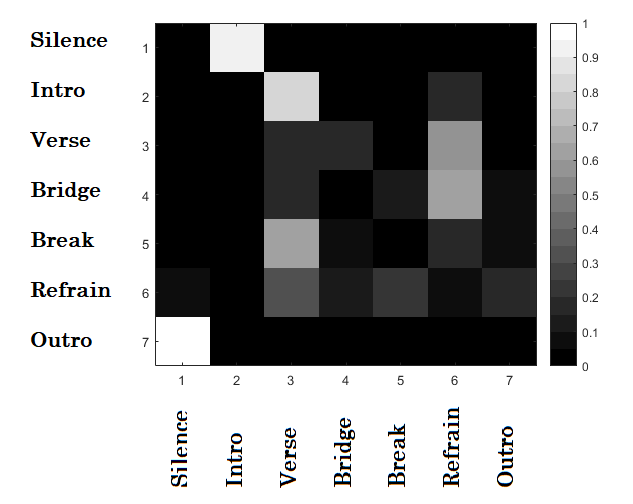 Silence
Intro
Verse
Bridge
Break
Refrain
Outro
1
2
3
4
5
6
7
1 2 3 4 5 6 7
Silence
Intro
Verse
Bridge
Break
Refrain
Outro
1
0.9
0.8
0.7
0.6
0.5
0.4
0.3
0.2
0.1
0